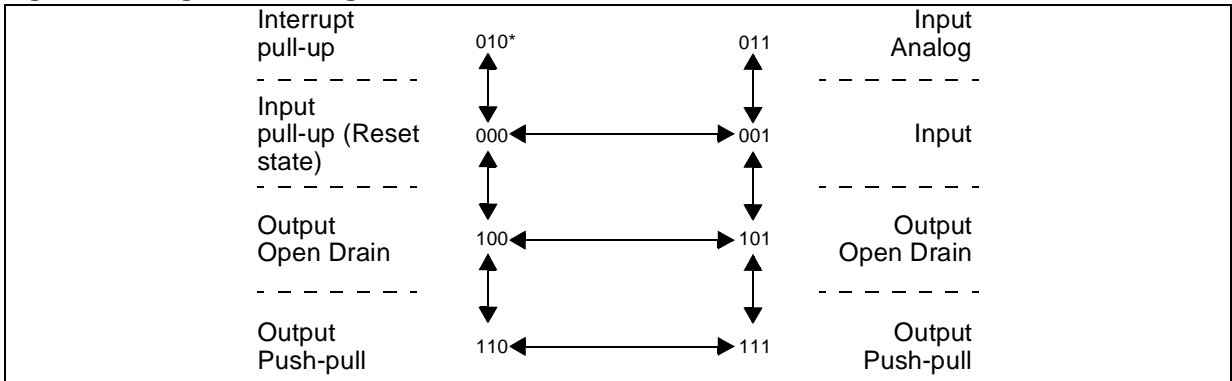 Interrupt
pull-up
010*
011
Input
Analog
Input
pull-up (Reset
state)
000
001
Input
Output
Open Drain
100
101
Output
Open Drain
Output
Push-pull
110
111
Output
Push-pull